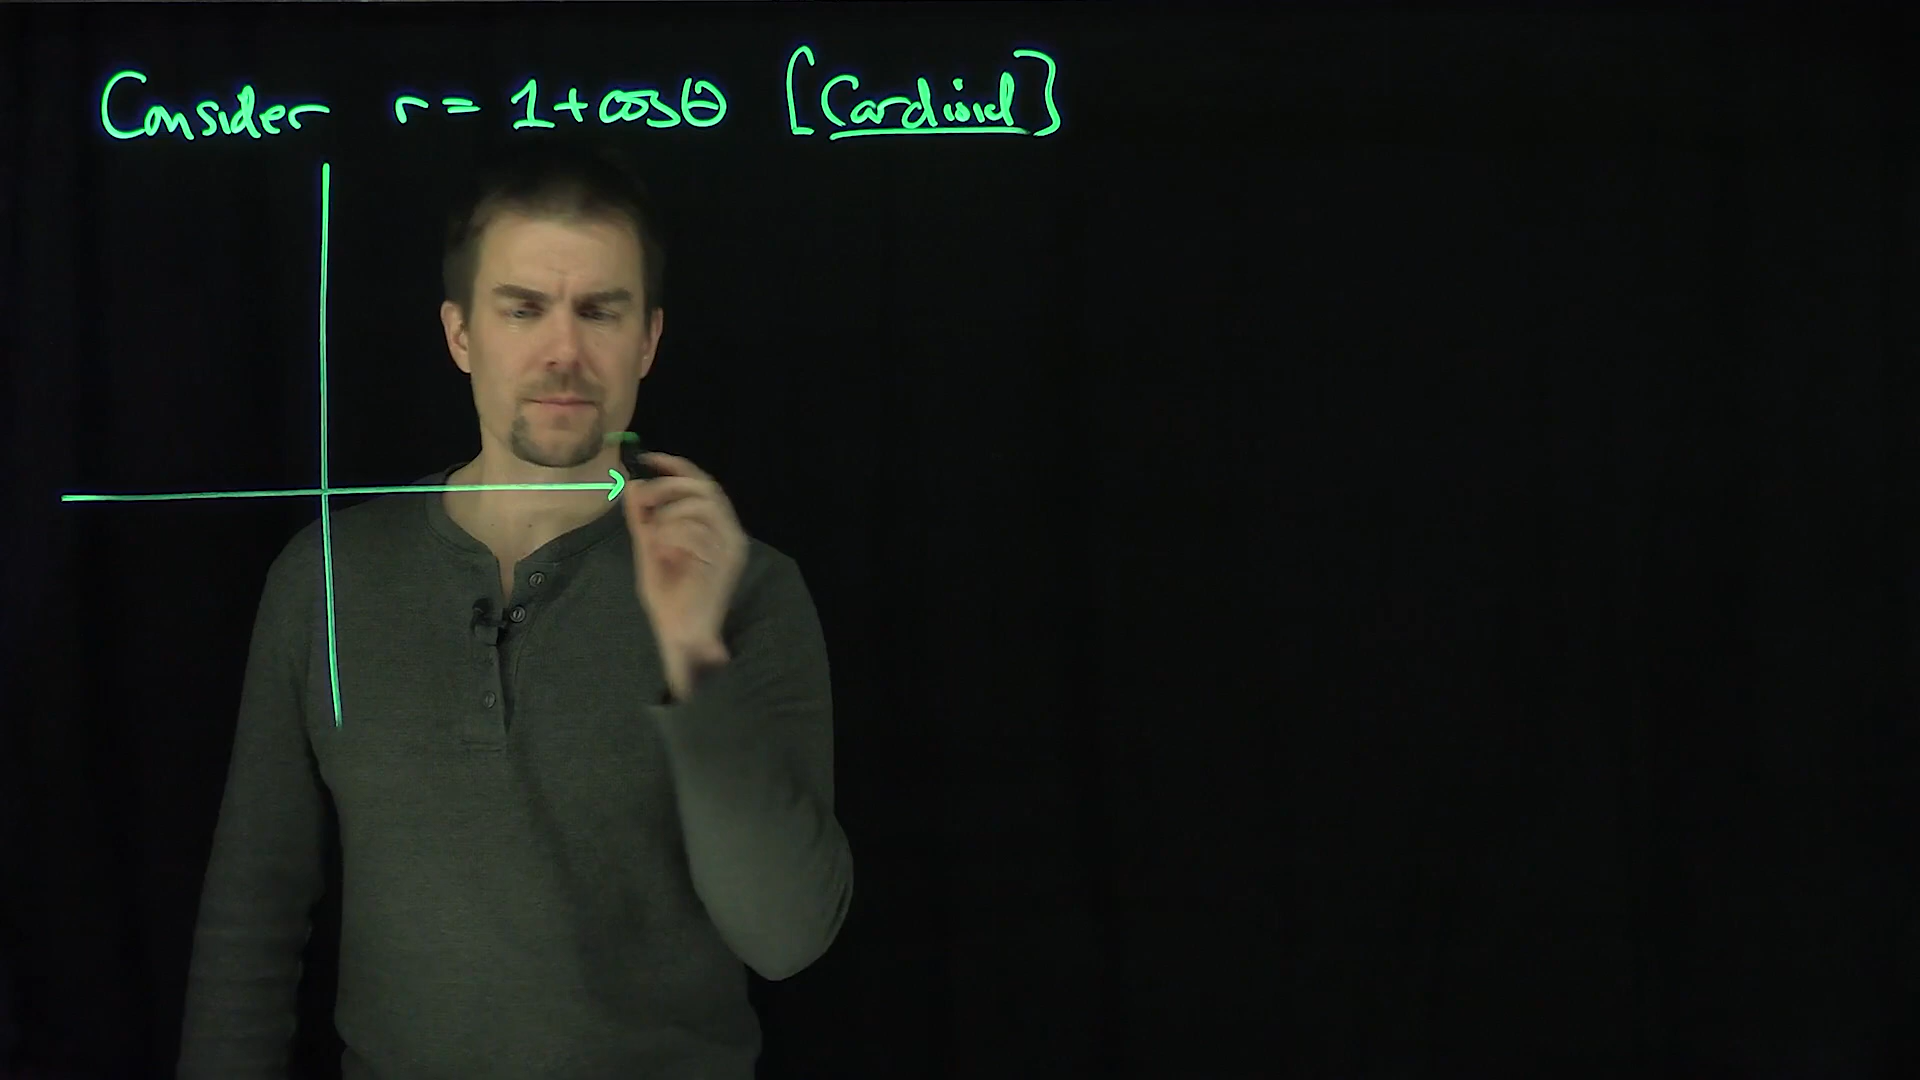 Consider r = 1+cosθ [Cardioid]